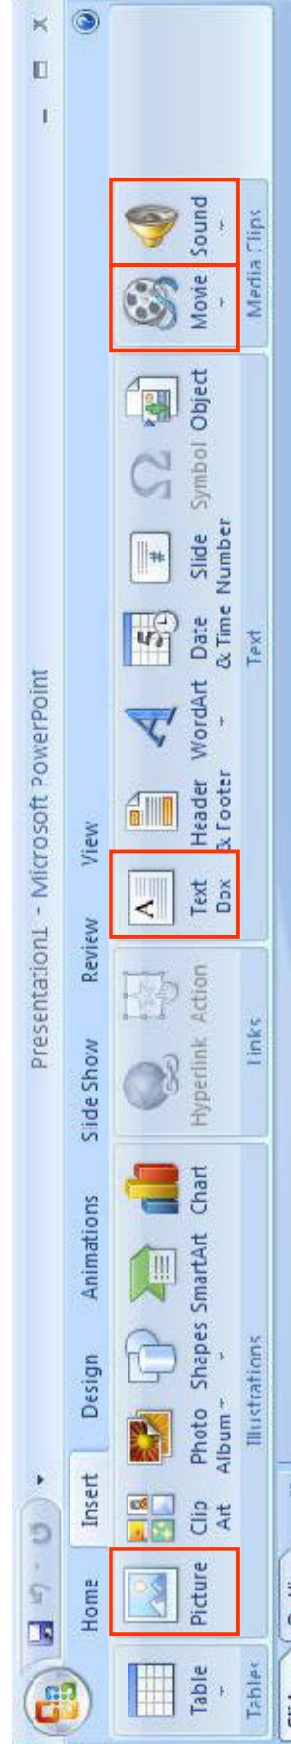 Presentation1 - Microsoft PowerPoint
Home Insert Design Animations Slide Show Review View
Table Picture Clip Art Photo Album Shapes SmartArt Chart Hyperlink Action Text Box Header & Footer WordArt Date & Time Slide Number Symbol Object Movie Sound
Tables Illustrations Links Text Media Clips